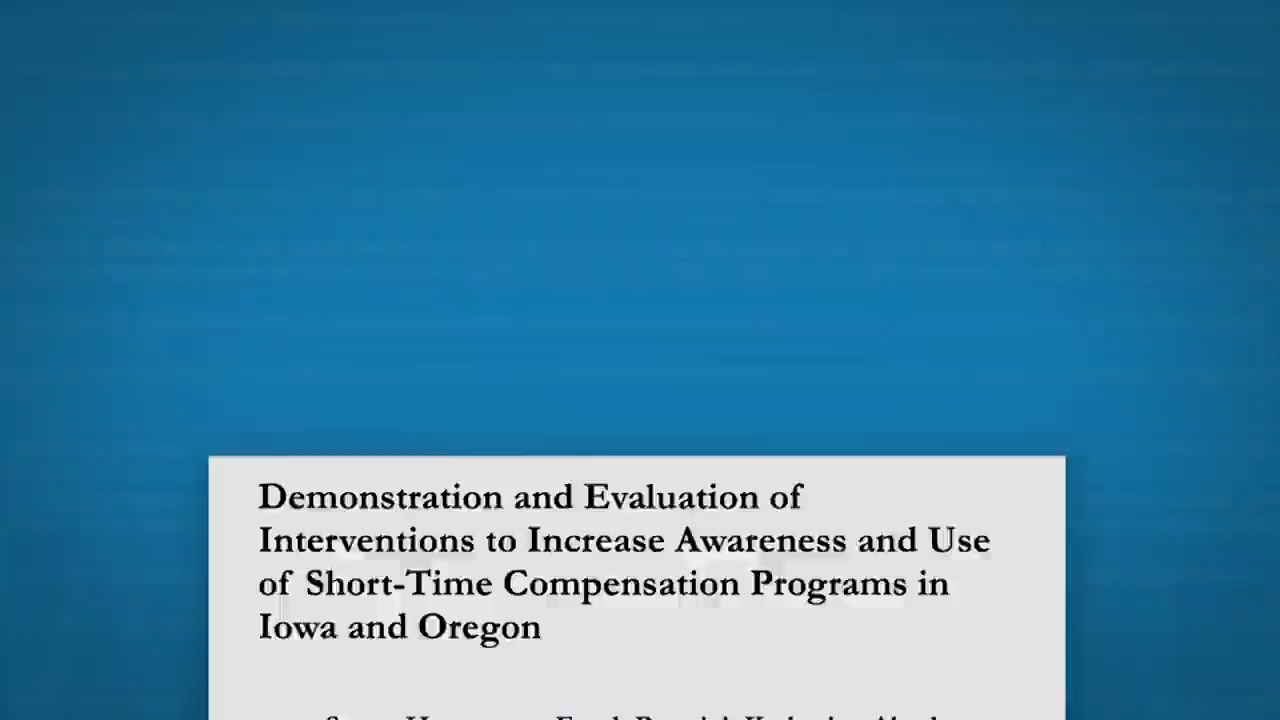 Demonstration and Evaluation of
Interventions to Increase Awareness and Use
of Short-Time Compensation Programs in
Iowa and Oregon